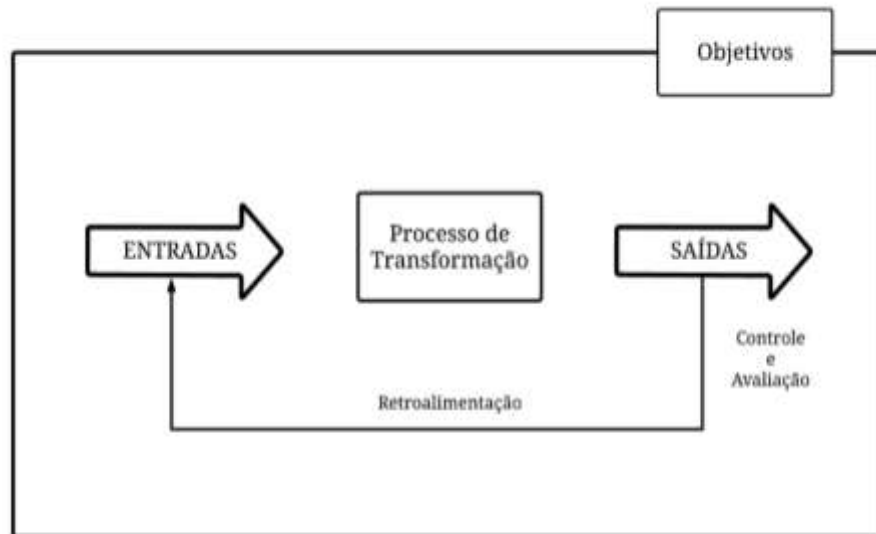 Objetivos
ENTRADAS
Processo de
Transformação
SAÍDAS
Controle
e
Avaliação
Retroalimentação